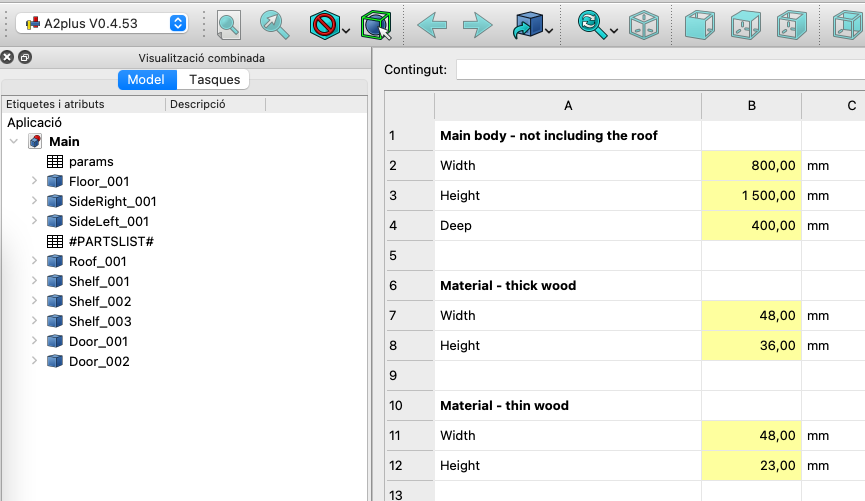 A2plus V0.4.53
Visualització combinada
Model Tasques
Etiquetes i atributs Descripció
Aplicació
Main
params
Floor_001
SideRight_001
SideLeft_001
#PARTSLIST#
Roof_001
Shelf_001
Shelf_002
Shelf_003
Door_001
Door_002
Contingut:
A B C
1 Main body - not including the roof
2 Width 800,00 mm
3 Height 1 500,00 mm
4 Deep 400,00 mm
5
6 Material - thick wood
7 Width 48,00 mm
8 Height 36,00 mm
9
10 Material - thin wood
11 Width 48,00 mm
12 Height 23,00 mm
13